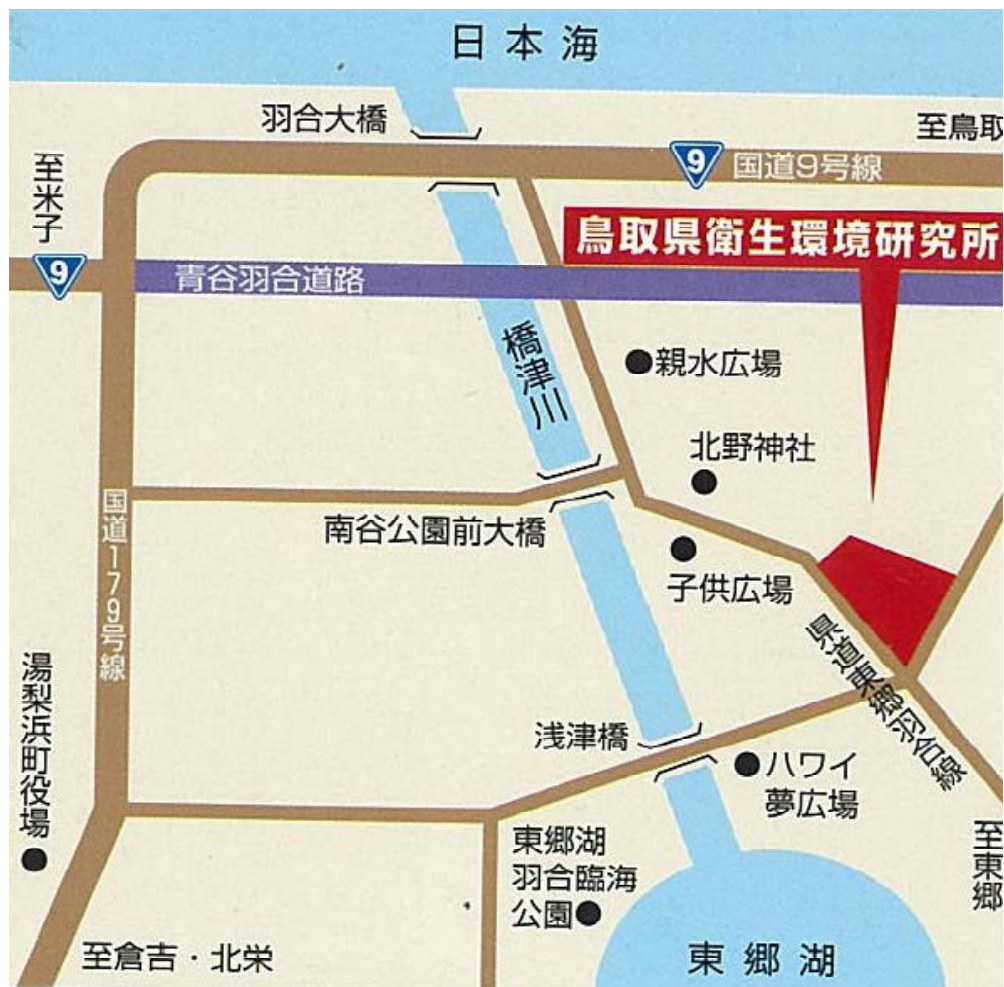 日本海
羽合大橋
至鳥取
至米子
9
国道9号線
鳥取県衛生環境研究所
9
青谷羽合道路
橋津川
親水広場
北野神社
国道179号線
南谷公園前大橋
子供広場
県道東郷羽合線
湯梨浜町役場
浅津橋
ハワイ
夢広場
東郷湖
羽合臨海
公園
至東郷
至倉吉・北栄
東郷湖